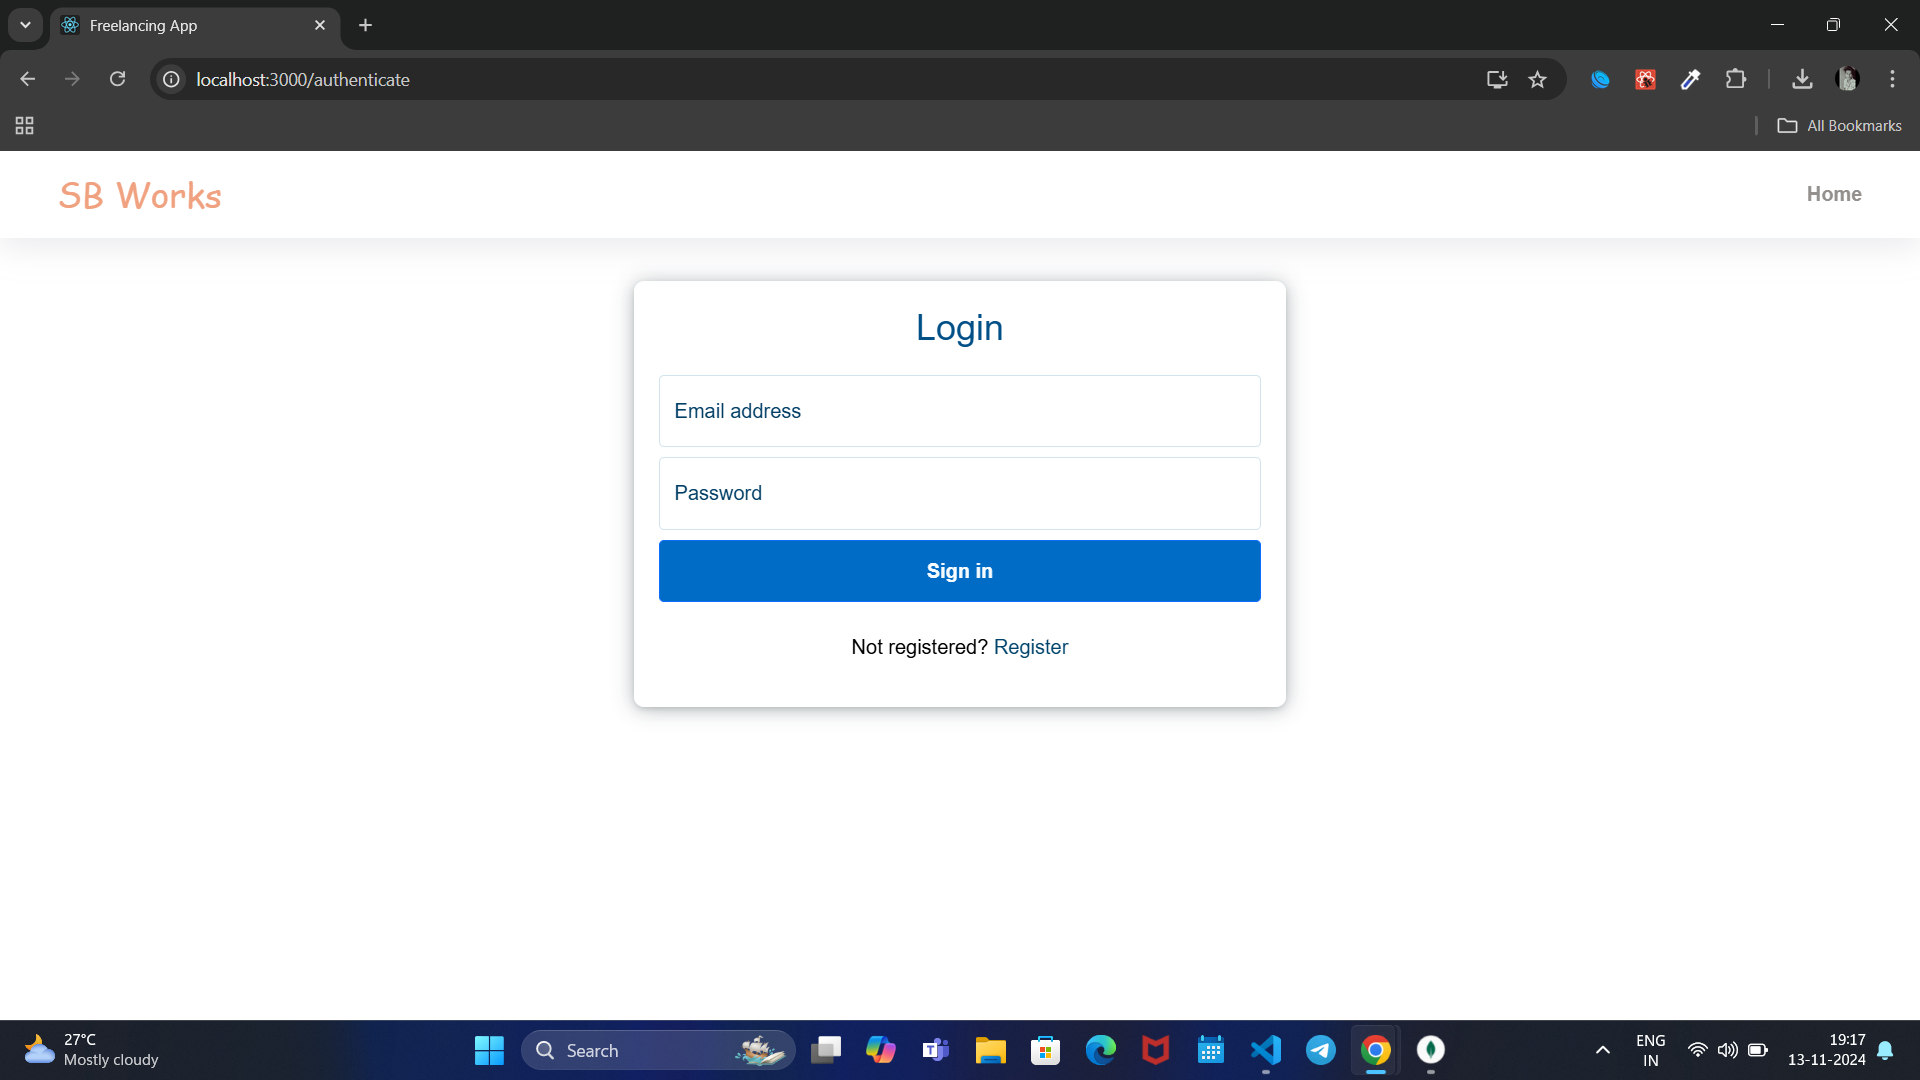 Freelancing App
localhost:3000/authenticate
All Bookmarks
SB Works
Home
Login
Email address
Password
Sign in
Not registered? Register
27°C
Mostly cloudy
Search
ENG
IN
19:17
13-11-2024